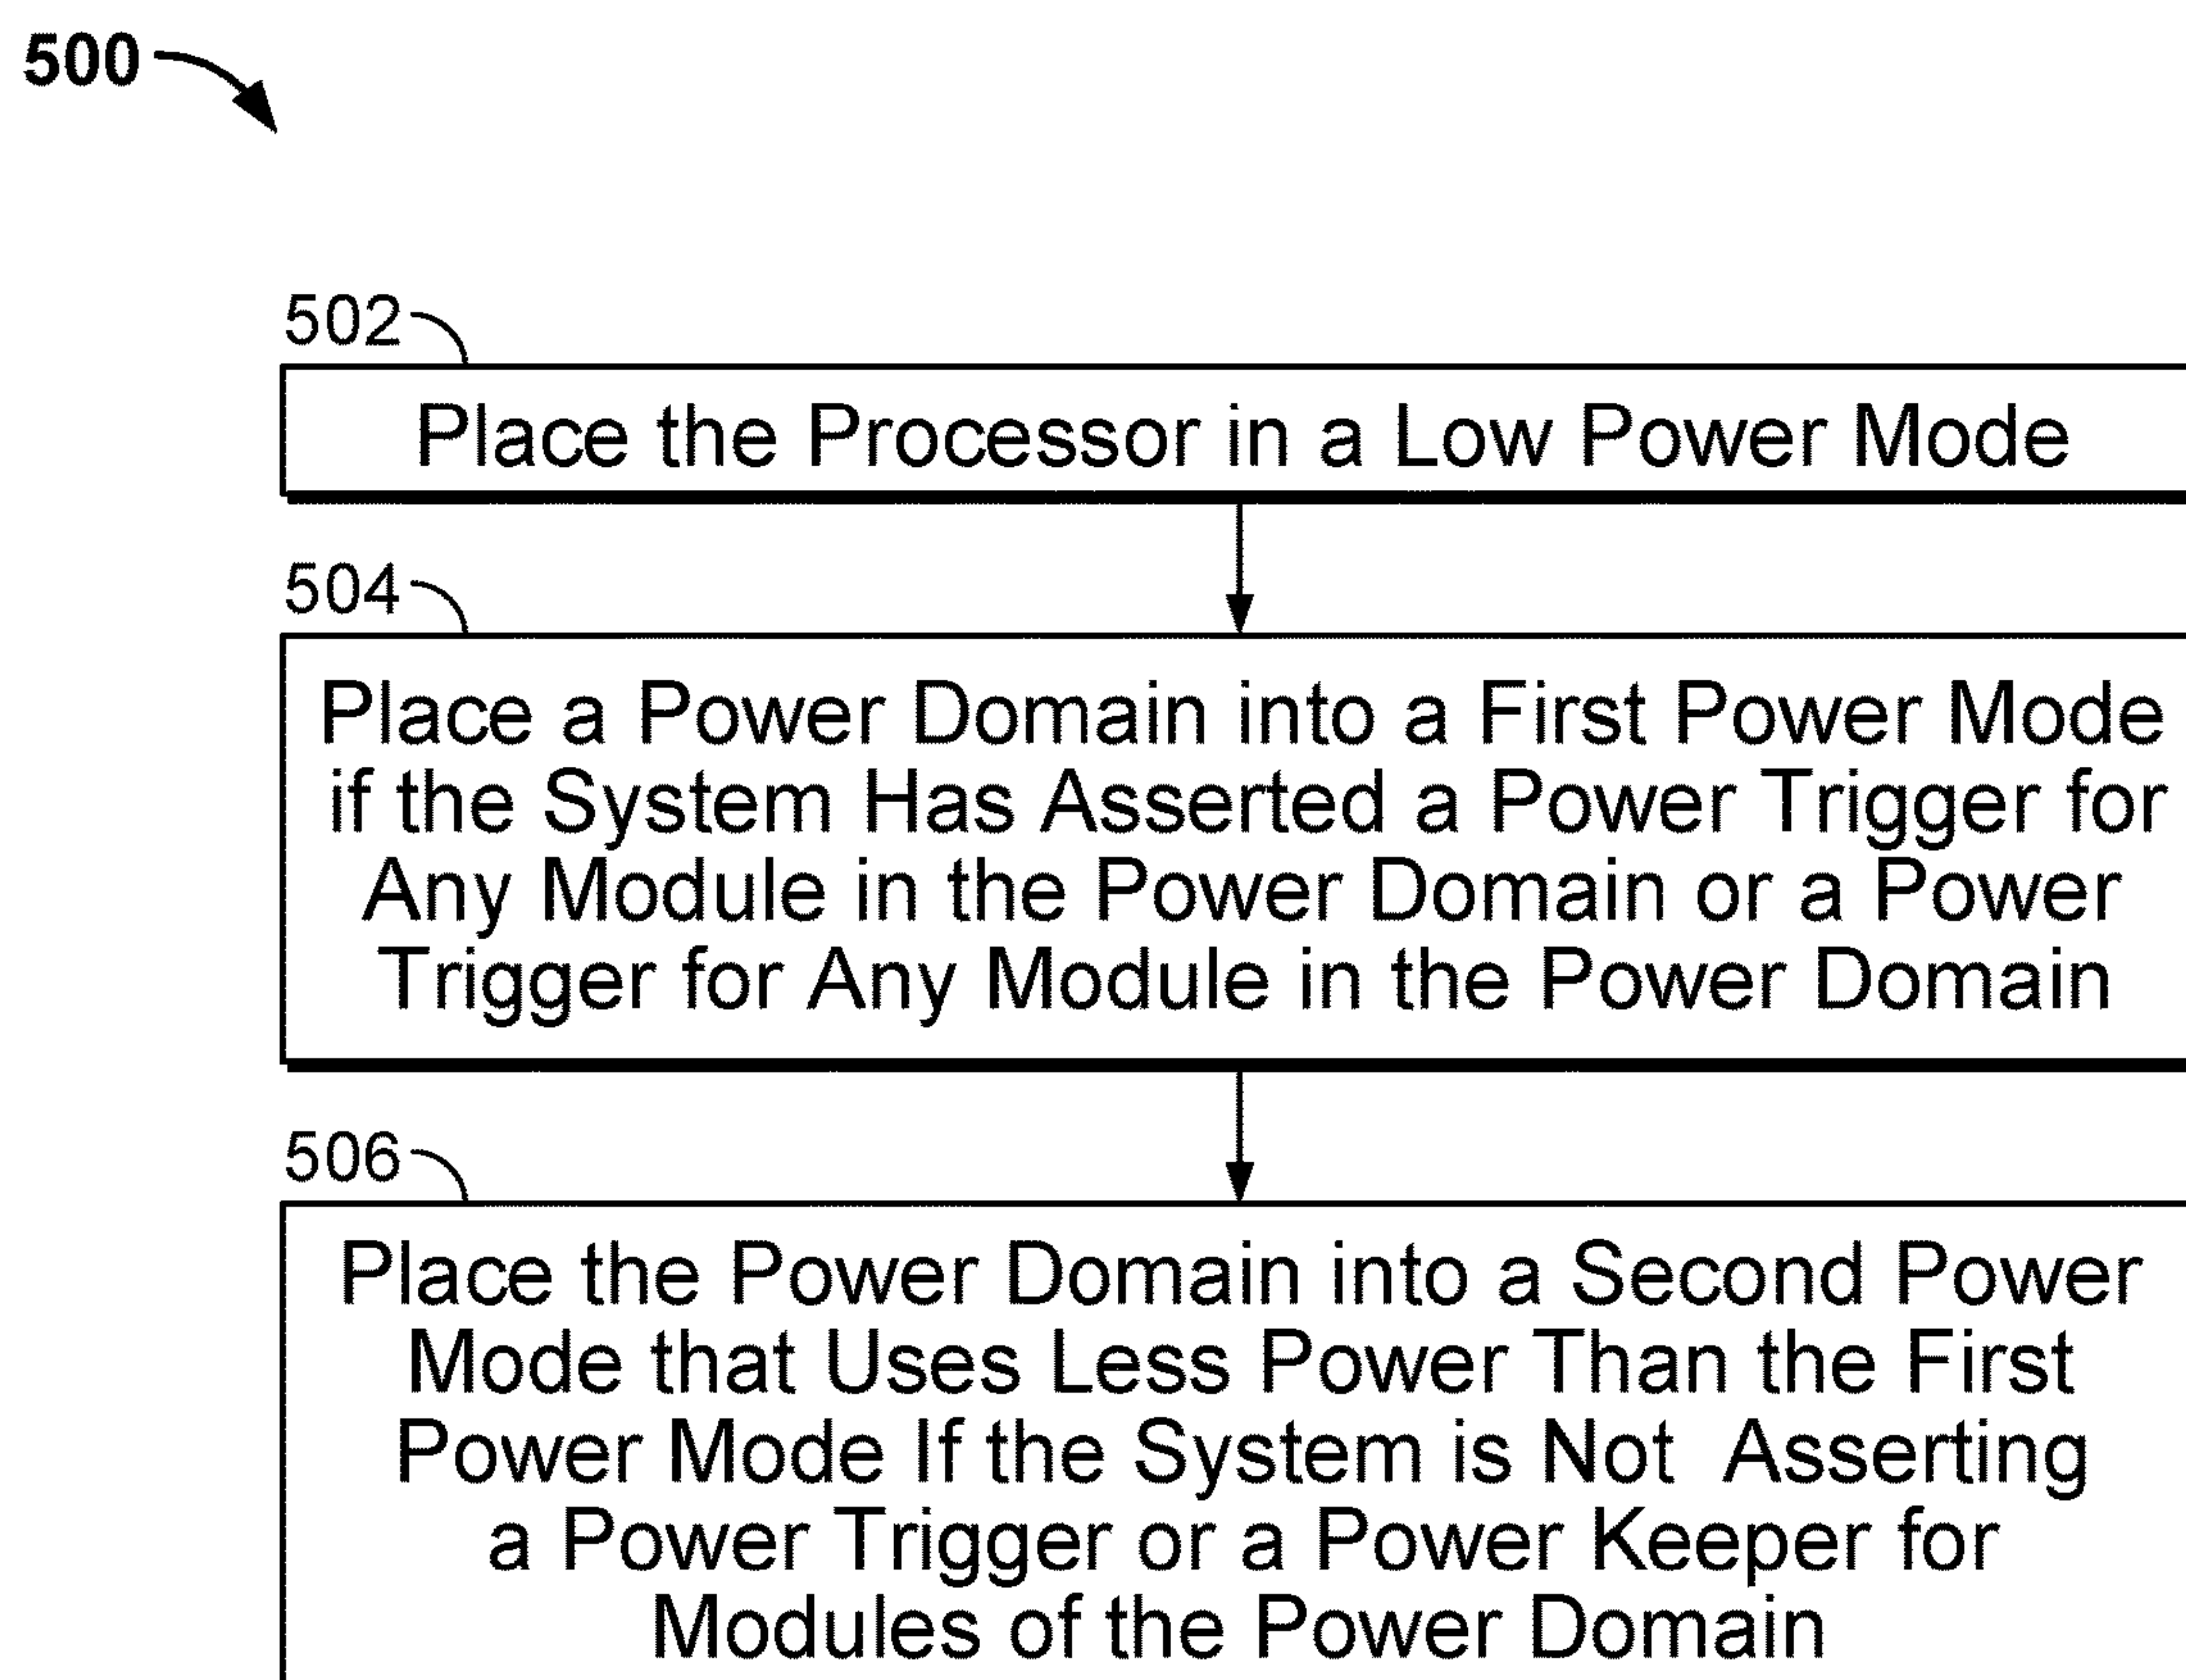 500
502
Place the Processor in a Low Power Mode
504
Place a Power Domain into a First Power Mode
if the System Has Asserted a Power Trigger for
Any Module in the Power Domain or a Power
Trigger for Any Module in the Power Domain
506
Place the Power Domain into a Second Power
Mode that Uses Less Power Than the First
Power Mode If the System is Not Asserting
a Power Trigger or a Power Keeper for
Modules of the Power Domain